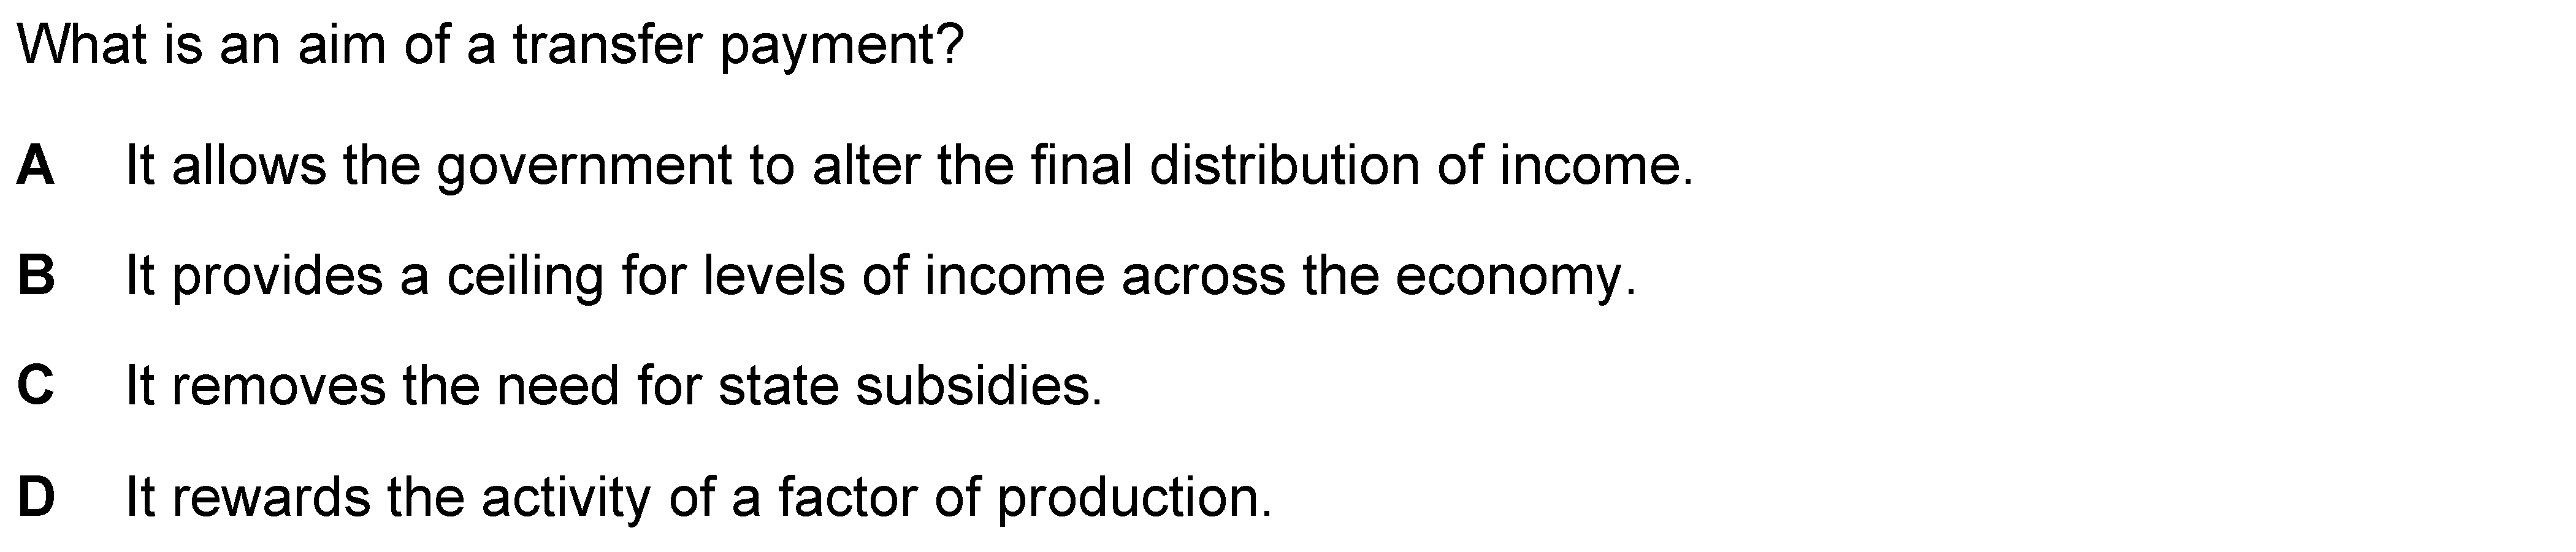 What is an aim of a transfer payment?
A It allows the government to alter the final distribution of income.
B It provides a ceiling for levels of income across the economy.
C It removes the need for state subsidies.
D It rewards the activity of a factor of production.